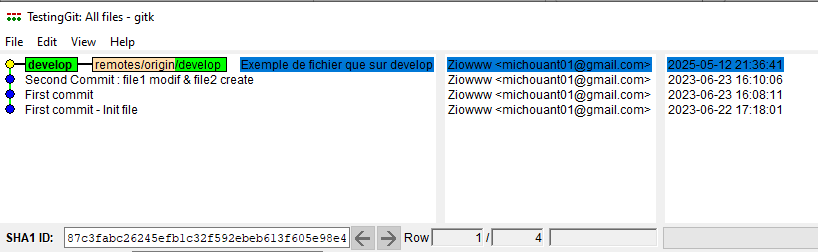 TestingGit: All files - gitk
File Edit View Help
develop remotes/origin/develop Exemple de fichier que sur develop Ziowww <michouant01@gmail.com> 2025-05-12 21:36:41
Second Commit : file1 modif & file2 create Ziowww <michouant01@gmail.com> 2023-06-23 16:10:06
First commit Ziowww <michouant01@gmail.com> 2023-06-23 16:08:11
First commit - Init file Ziowww <michouant01@gmail.com> 2023-06-22 17:18:01
SHA1 ID: 87c3fabc26245efb1c32f592ebeb613f605e98e4 Row 1 / 4